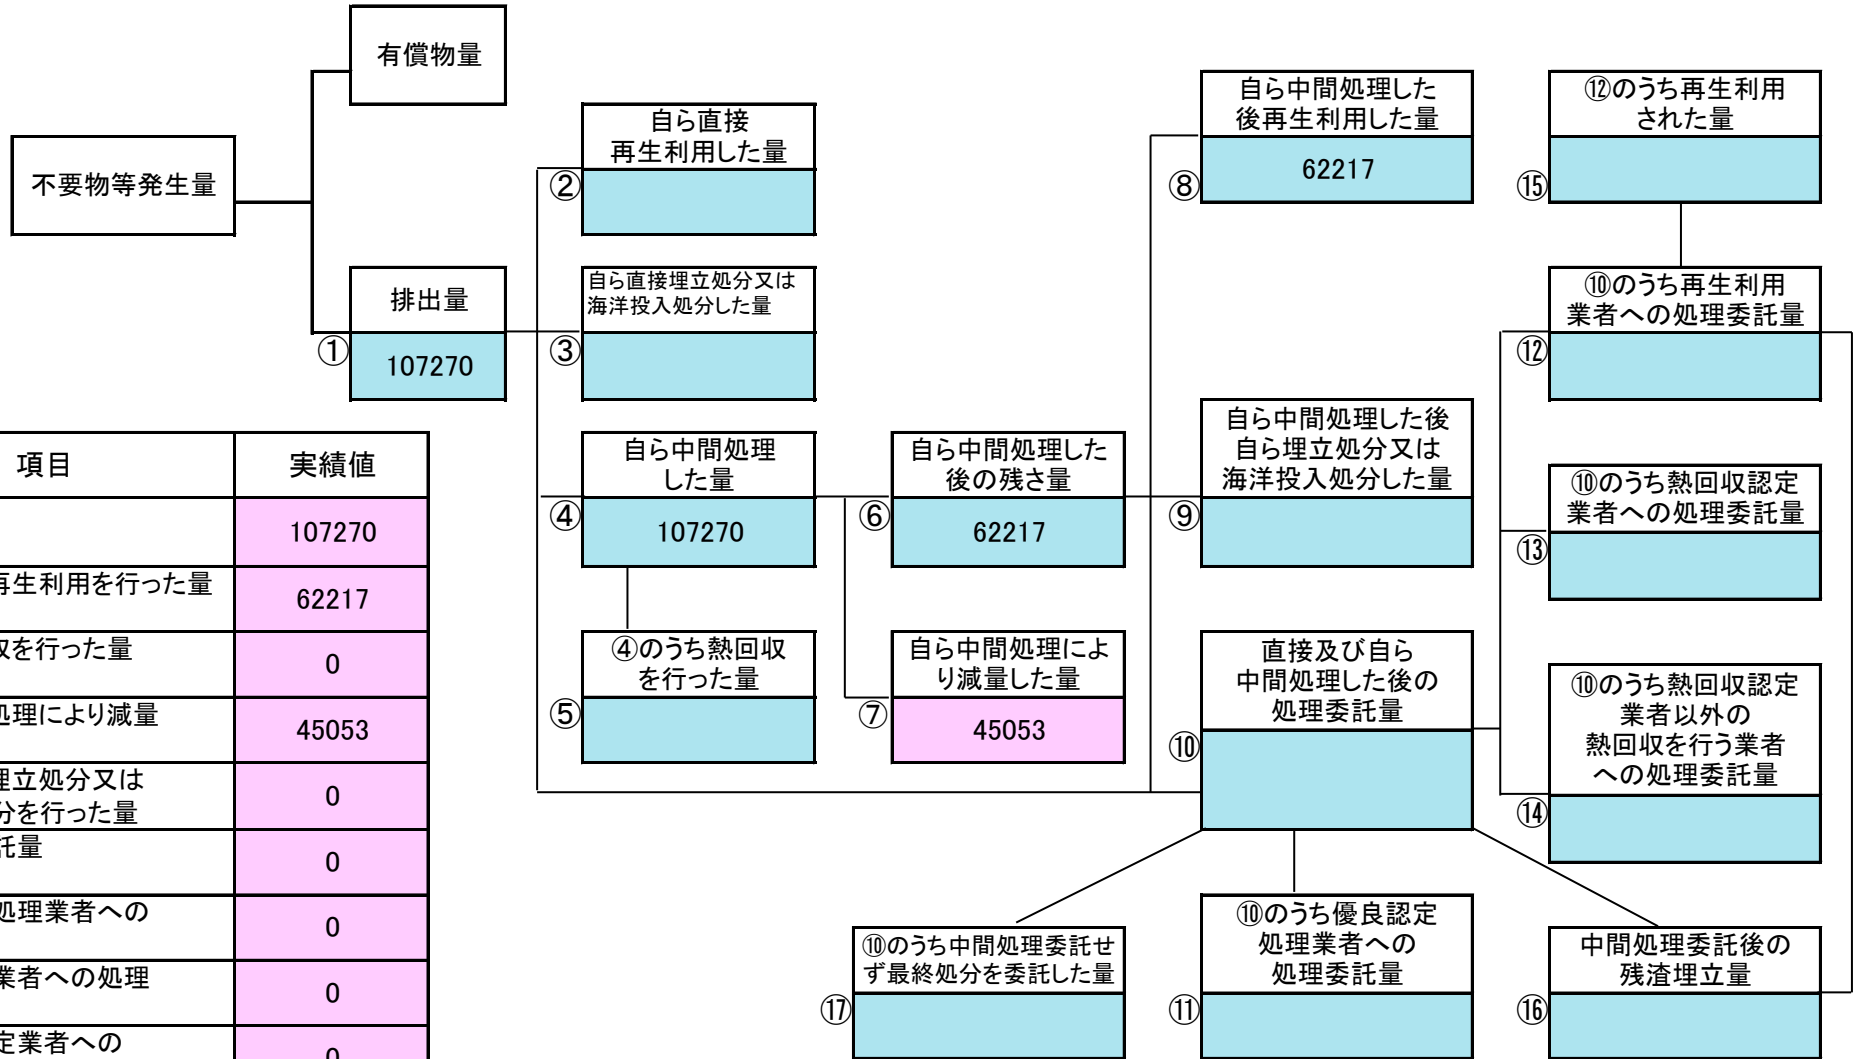 有償物量
不要物等発生量
排出量
①
107270
自ら直接
再生利用した量
②
自ら直接埋立処分又は
海洋投入処分した量
③
自ら中間処理
した量
④
107270
④のうち熱回収
を行った量
⑤
自ら中間処理した
後の残さ量
⑥
62217
自ら中間処理によ
り減量した量
⑦
45053
自ら中間処理した
後再生利用した量
⑧
62217
自ら中間処理した後
自ら埋立処分又は
海洋投入処分した量
⑨
直接及び自ら
中間処理した後の
処理委託量
⑩
⑩のうち優良認定
処理業者への
処理委託量
⑪
⑫のうち再生利用
された量
⑮
⑩のうち再生利用
業者への処理委託量
⑫
⑩のうち熱回収認定
業者への処理委託量
⑬
⑩のうち熱回収認定
業者以外の
熱回収を行う業者
への処理委託量
⑭
中間処理委託後の
残渣埋立量
⑯
⑩のうち中間処理委託せ
ず最終処分を委託した量
⑰
項目 実績値
107270
再生利用を行った量 62217
を行った量 0
処理により減量 45053
埋立処分又は
分を行った量 0
託量 0
処理業者への 0
業者への処理 0
定業者への 0